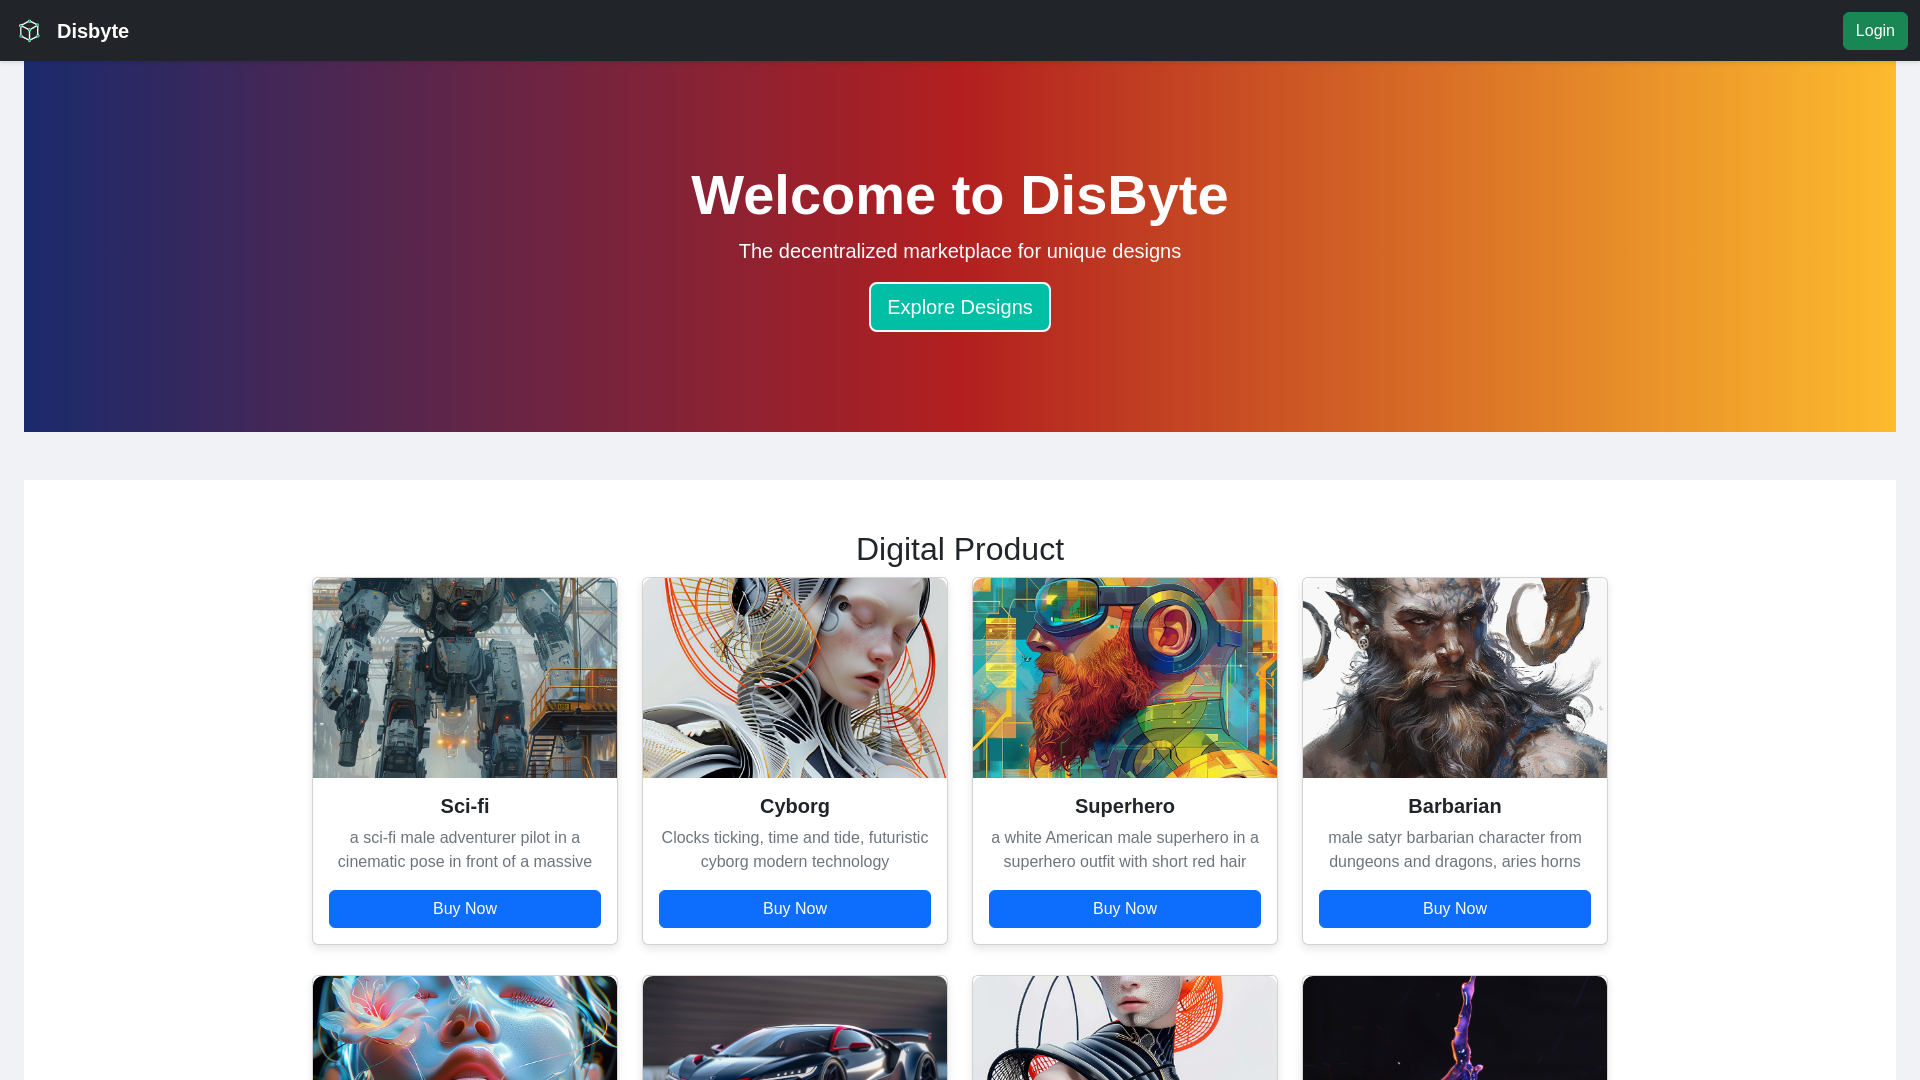 Disbyte
Login
Welcome to DisByte
The decentralized marketplace for unique designs
Explore Designs
Digital Product
Sci-fi
a sci-fi male adventurer pilot in a
cinematic pose in front of a massive
Buy Now
Cyborg
Clocks ticking, time and tide, futuristic
cyborg modern technology
Buy Now
Superhero
a white American male superhero in a
superhero outfit with short red hair
Buy Now
Barbarian
male satyr barbarian character from
dungeons and dragons, aries horns
Buy Now